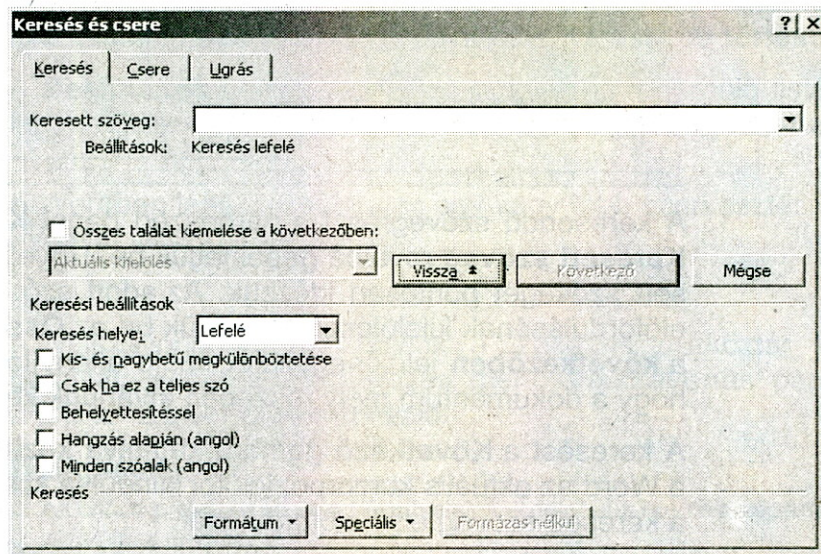 Keresés és csere
Keresés Csere Ugrás
Keresett szöveg:
Beállítások: Keresés lefelé
Összes találat kiemelése a következőben:
Aktuális kijelölés
Vissza Következő Mégse
Keresési beállítások
Keresés helye: Lefelé
Kis- és nagybetű megkülönböztetése
Csak ha ez a teljes szó
Behelyettesítéssel
Hangzás alapján (angol)
Minden szóalak (angol)
Keresés
Formátum Speciális Formázás nélkül